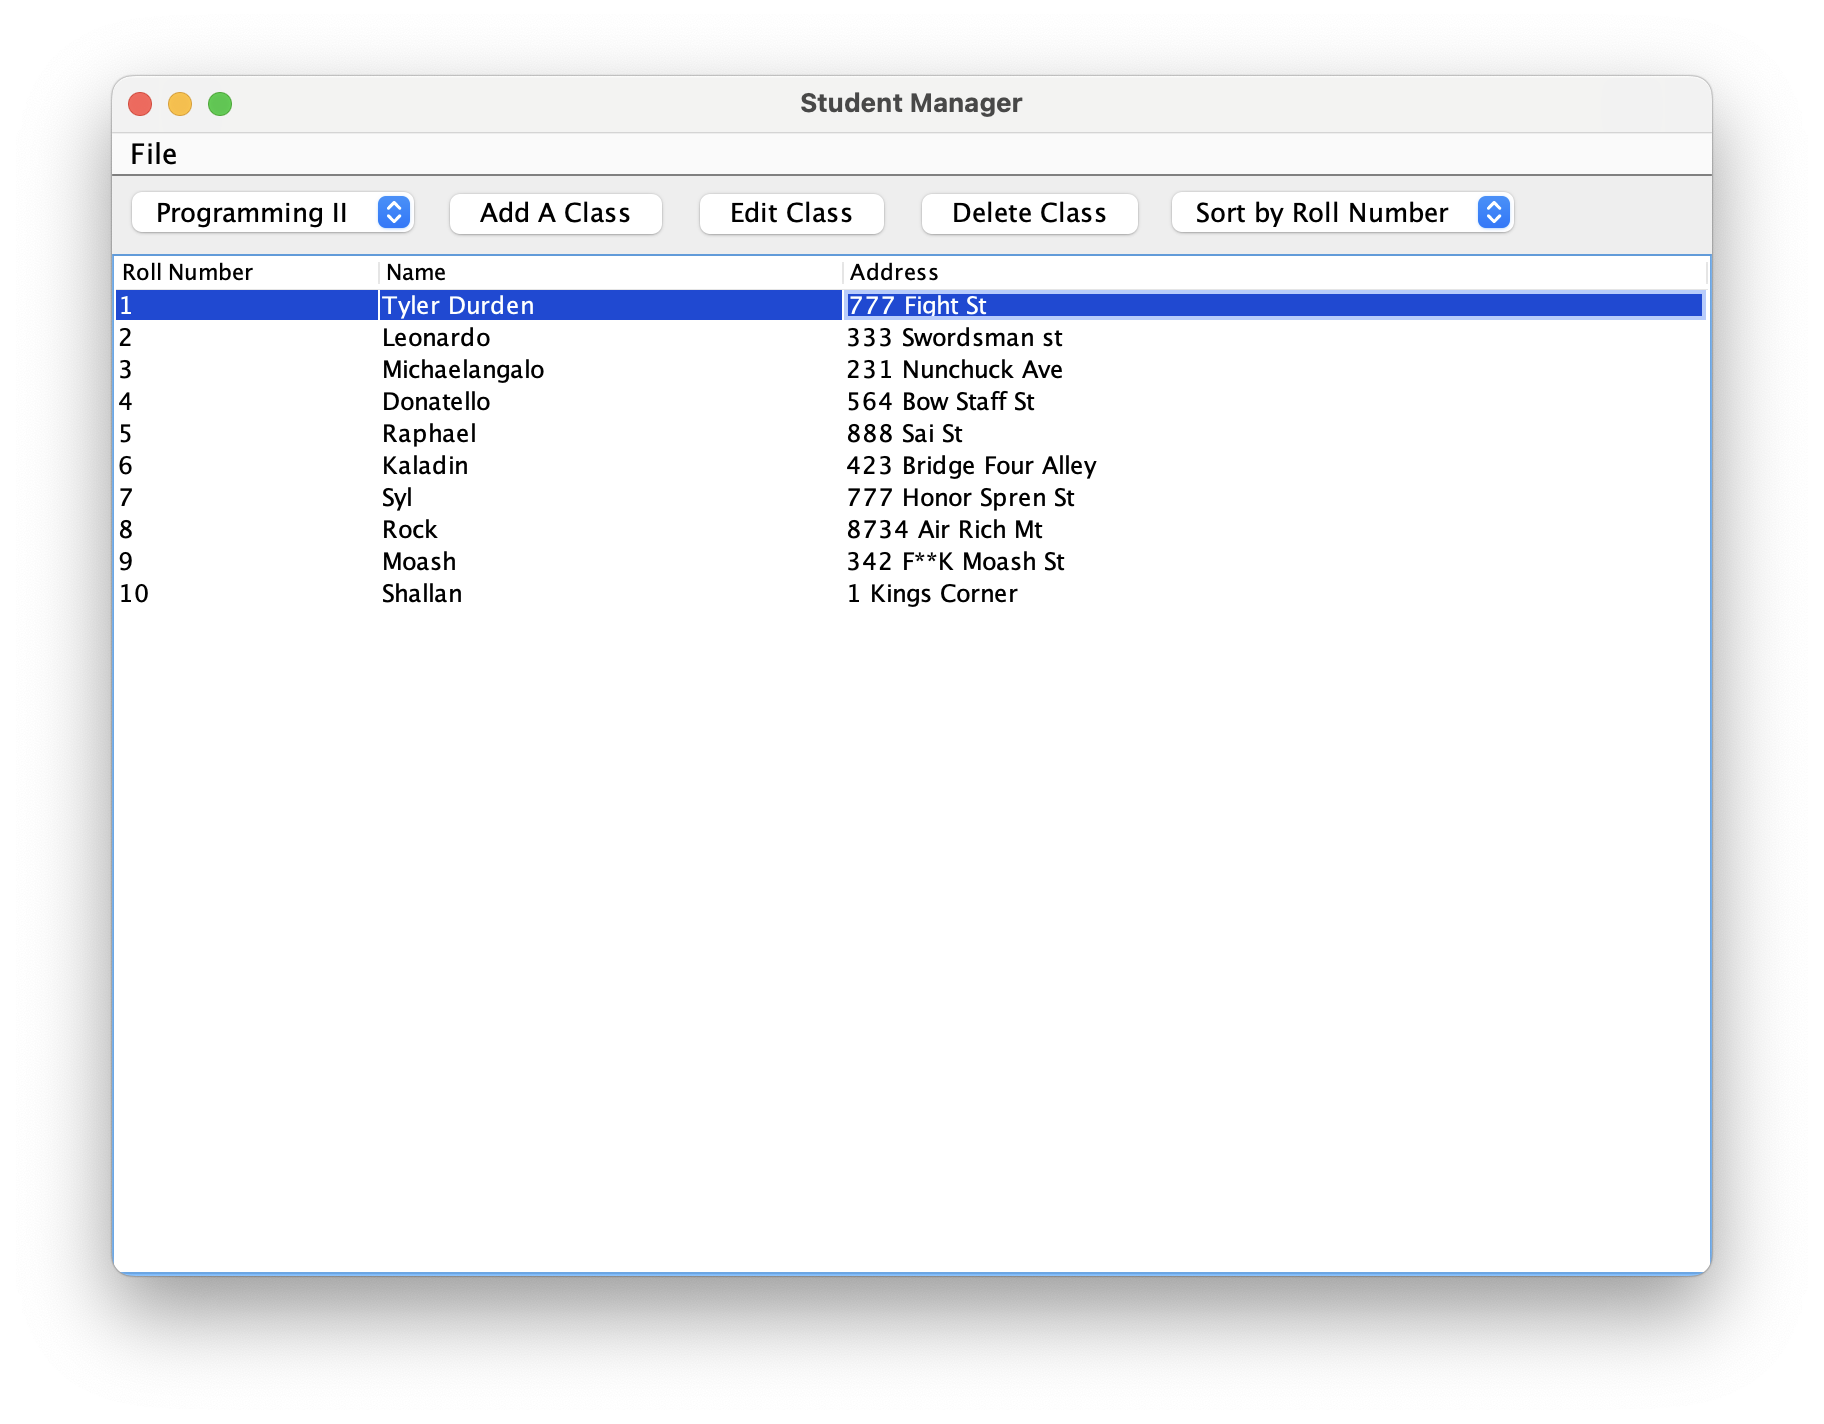 Student Manager
File
Programming II Add A Class Edit Class Delete Class Sort by Roll Number
Roll Number Name Address
1 Tyler Durden 777 Fight St
2 Leonardo 333 Swordsman st
3 Michaelangalo 231 Nunchuck Ave
4 Donatello 564 Bow Staff St
5 Raphael 888 Sai St
6 Kaladin 423 Bridge Four Alley
7 Syl 777 Honor Spren St
8 Rock 8734 Air Rich Mt
9 Moash 342 F**K Moash St
10 Shallan 1 Kings Corner